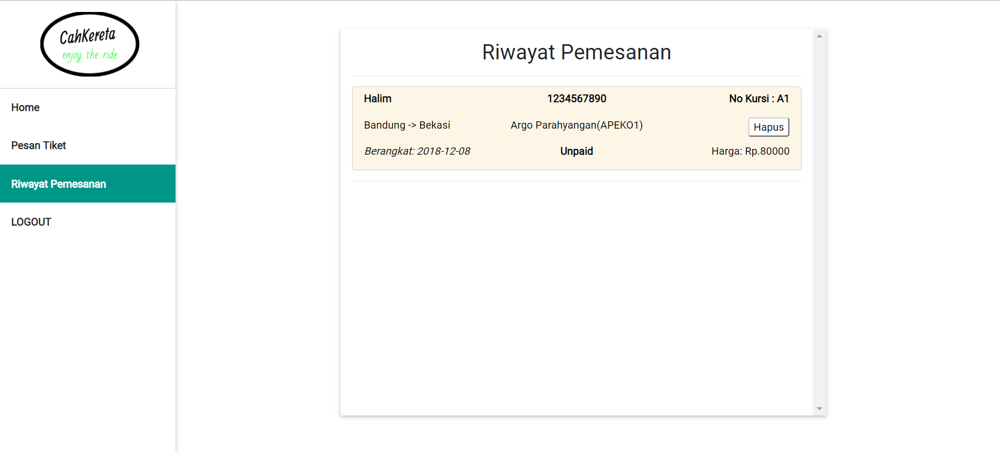 CahKereta
enjoy the ride
Home
Pesan Tiket
Riwayat Pemesanan
LOGOUT
Riwayat Pemesanan
Halim 1234567890 No Kursi : A1
Bandung -> Bekasi Argo Parahyangan(APEKO1) Hapus
Berangkat: 2018-12-08 Unpaid Harga: Rp.80000